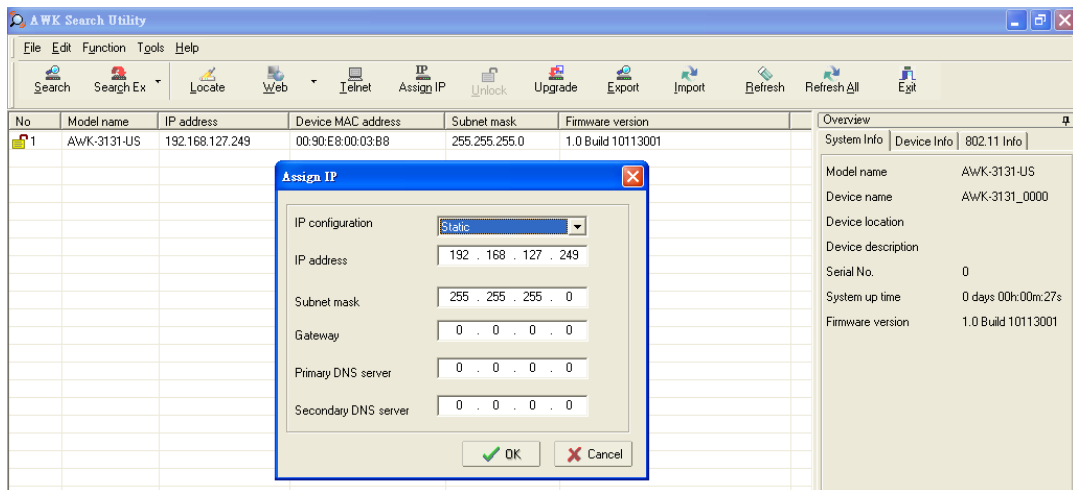 AWK Search Utility
File Edit Function Tools Help
Search Search Ex Locate Web Telnet IP Assign IP Unlock Upgrade Export Import Refresh Refresh All Exit
No Model name IP address Device MAC address Subnet mask Firmware version
1 AWK-3131-US 192.168.127.249 00:90:E8:00:03:B8 255.255.255.0 1.0 Build 10113001
Assign IP
IP configuration Static
IP address 192 . 168 . 127 . 249
Subnet mask 255 . 255 . 255 . 0
Gateway 0 . 0 . 0 . 0
Primary DNS server 0 . 0 . 0 . 0
Secondary DNS server 0 . 0 . 0 . 0
OK Cancel
Overview
System Info Device Info 802.11 Info
Model name AWK-3131-US
Device name AWK-3131_0000
Device location
Device description
Serial No. 0
System up time 0 days 00h:00m:27s
Firmware version 1.0 Build 10113001